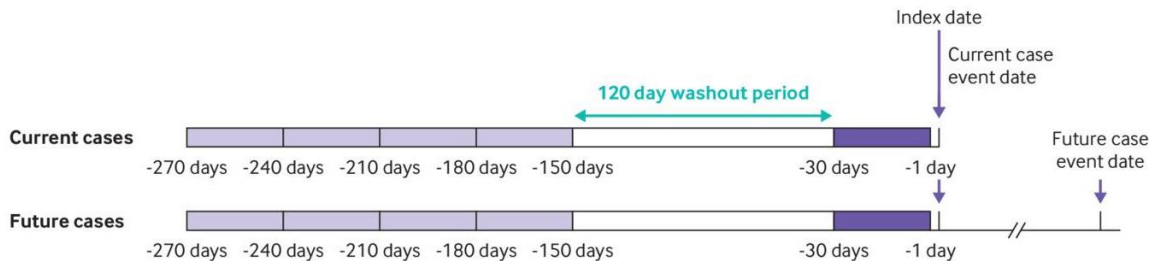 Index date
Current case
event date
120 day washout period
Current cases
-270 days -240 days -210 days -180 days -150 days -30 days -1 day
Future case
event date
Future cases
-270 days -240 days -210 days -180 days -150 days -30 days -1 day